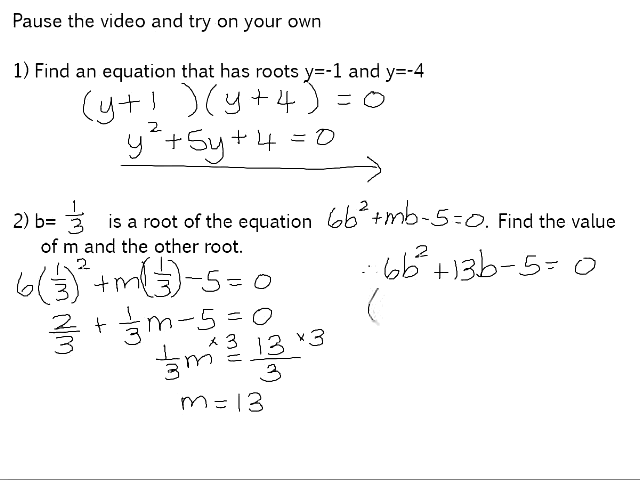 Pause the video and try on your own
1) Find an equation that has roots y=-1 and y=-4
(y+1 )(y+4) = 0
y²+5y+4 = 0
2) b= 1/3 is a root of the equation 6b²+mb-5=0. Find the value
of m and the other root.
6(1/3)²+m(1/3)-5=0
2/3 + 1/3m-5=0
1/3m ×3 = 13/3 ×3
m=13
∴ 6b²+13b-5= 0
(